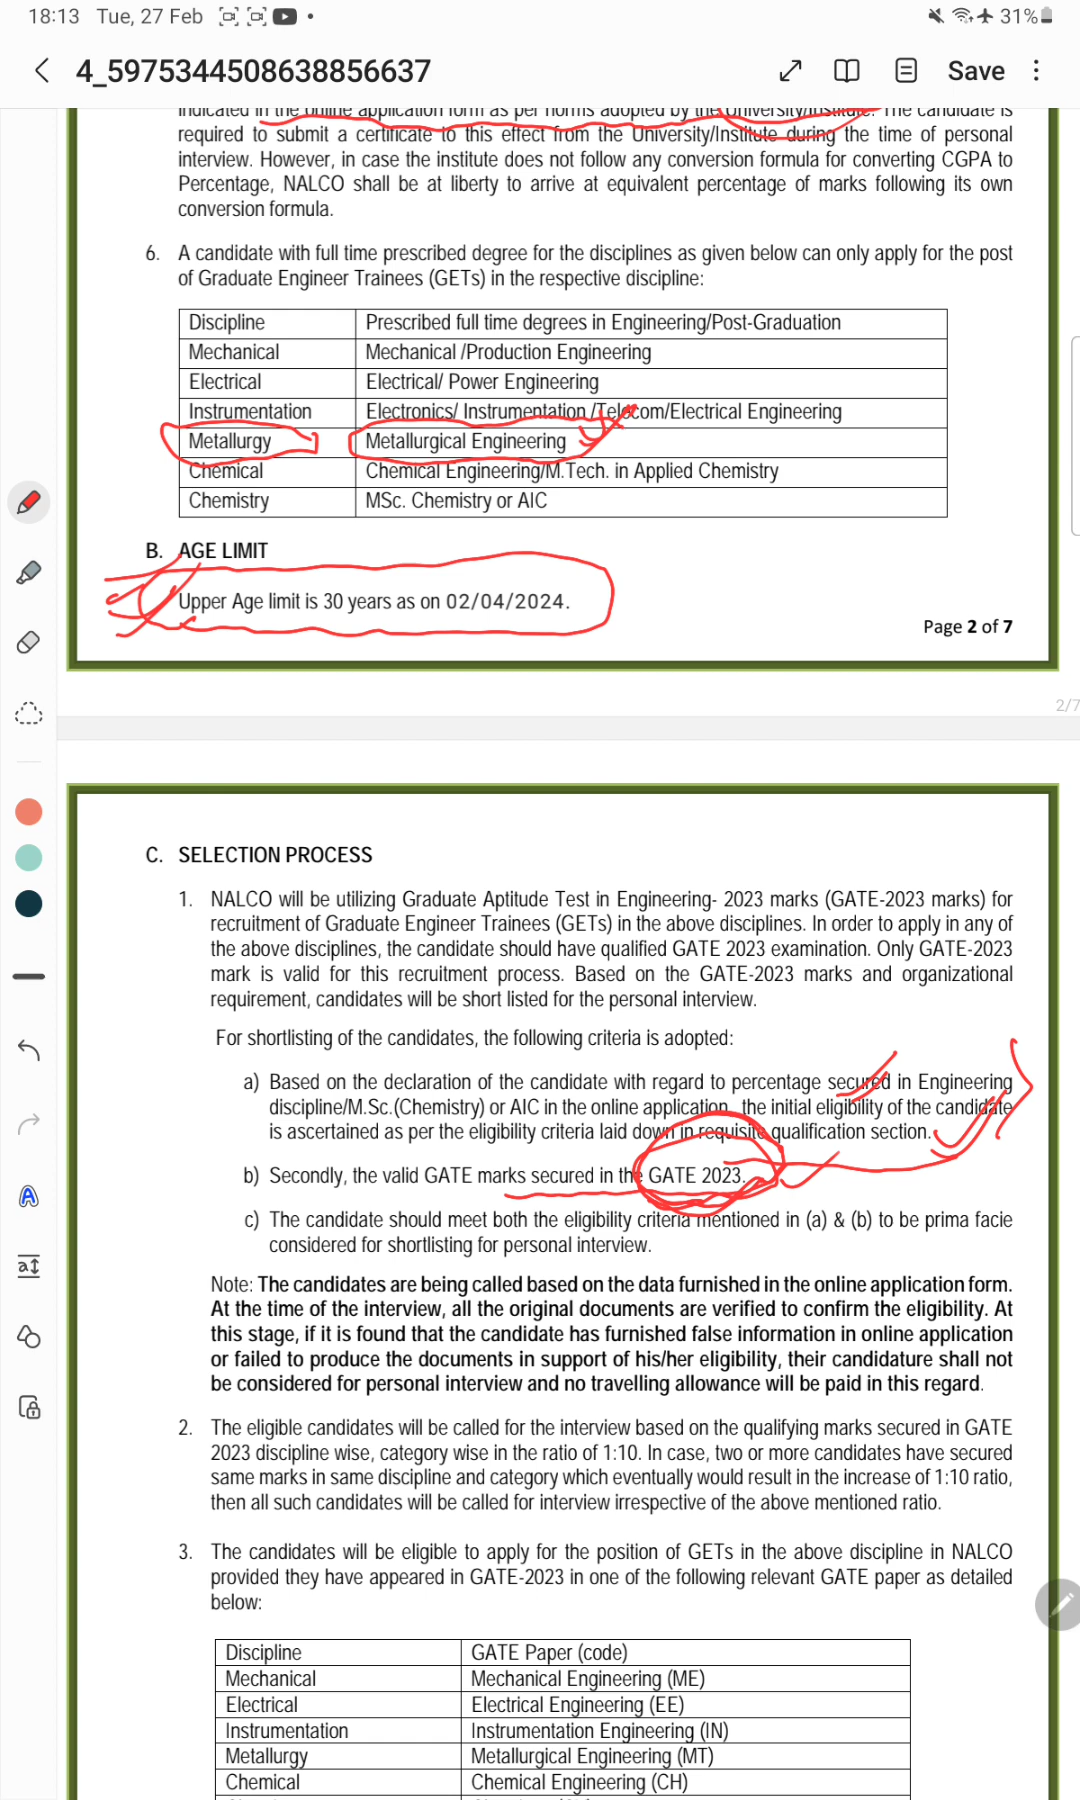 18:13 Tue, 27 Feb
31%
4_5975344508638856637
Save
indicated in the online application form as per norms adopted by the University/Institute. The candidate is
required to submit a certificate to this effect from the University/Institute during the time of personal
interview. However, in case the institute does not follow any conversion formula for converting CGPA to
Percentage, NALCO shall be at liberty to arrive at equivalent percentage of marks following its own
conversion formula.
6. A candidate with full time prescribed degree for the disciplines as given below can only apply for the post
of Graduate Engineer Trainees (GETs) in the respective discipline:
Discipline Prescribed full time degrees in Engineering/Post-Graduation
Mechanical Mechanical /Production Engineering
Electrical Electrical/ Power Engineering
Instrumentation Electronics/ Instrumentation /Telecom/Electrical Engineering
Metallurgy Metallurgical Engineering
Chemical Chemical Engineering/M.Tech. in Applied Chemistry
Chemistry MSc. Chemistry or AIC
B. AGE LIMIT
Upper Age limit is 30 years as on 02/04/2024.
Page 2 of 7
2/7
C. SELECTION PROCESS
1. NALCO will be utilizing Graduate Aptitude Test in Engineering- 2023 marks (GATE-2023 marks) for
recruitment of Graduate Engineer Trainees (GETs) in the above disciplines. In order to apply in any of
the above disciplines, the candidate should have qualified GATE 2023 examination. Only GATE-2023
mark is valid for this recruitment process. Based on the GATE-2023 marks and organizational
requirement, candidates will be short listed for the personal interview.
For shortlisting of the candidates, the following criteria is adopted:
a) Based on the declaration of the candidate with regard to percentage secured in Engineering
discipline/M.Sc.(Chemistry) or AIC in the online application, the initial eligibility of the candidate
is ascertained as per the eligibility criteria laid down in requisite qualification section.
b) Secondly, the valid GATE marks secured in the GATE 2023.
c) The candidate should meet both the eligibility criteria mentioned in (a) & (b) to be prima facie
considered for shortlisting for personal interview.
Note: The candidates are being called based on the data furnished in the online application form.
At the time of the interview, all the original documents are verified to confirm the eligibility. At
this stage, if it is found that the candidate has furnished false information in online application
or failed to produce the documents in support of his/her eligibility, their candidature shall not
be considered for personal interview and no travelling allowance will be paid in this regard.
2. The eligible candidates will be called for the interview based on the qualifying marks secured in GATE
2023 discipline wise, category wise in the ratio of 1:10. In case, two or more candidates have secured
same marks in same discipline and category which eventually would result in the increase of 1:10 ratio,
then all such candidates will be called for interview irrespective of the above mentioned ratio.
3. The candidates will be eligible to apply for the position of GETs in the above discipline in NALCO
provided they have appeared in GATE-2023 in one of the following relevant GATE paper as detailed
below:
Discipline GATE Paper (code)
Mechanical Mechanical Engineering (ME)
Electrical Electrical Engineering (EE)
Instrumentation Instrumentation Engineering (IN)
Metallurgy Metallurgical Engineering (MT)
Chemical Chemical Engineering (CH)